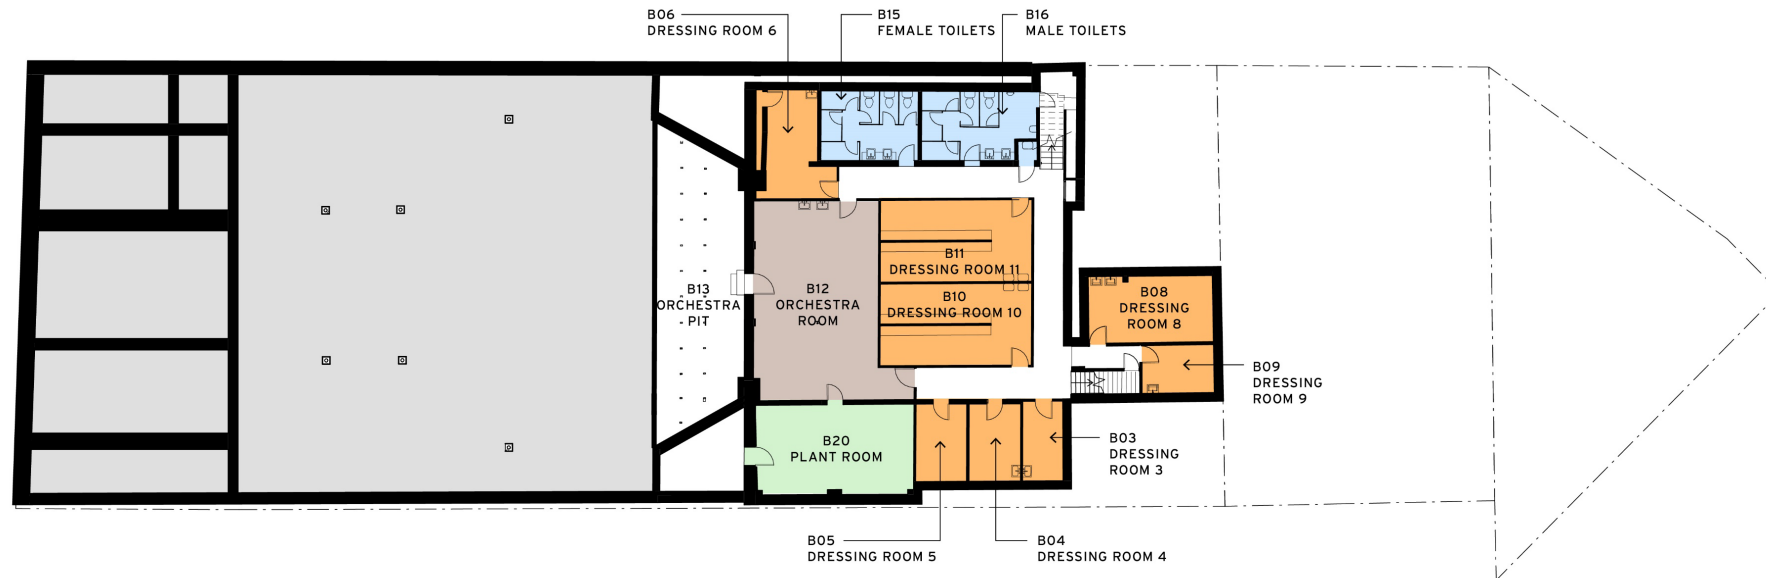 B06
DRESSING ROOM 6
B15
FEMALE TOILETS
B16
MALE TOILETS
B11
DRESSING ROOM 11
B13
ORCHESTRA
PIT
B12
ORCHESTRA
ROOM
B10
DRESSING ROOM 10
B08
DRESSING
ROOM 8
B09
DRESSING
ROOM 9
B20
PLANT ROOM
B03
DRESSING
ROOM 3
B05
DRESSING ROOM 5
B04
DRESSING ROOM 4